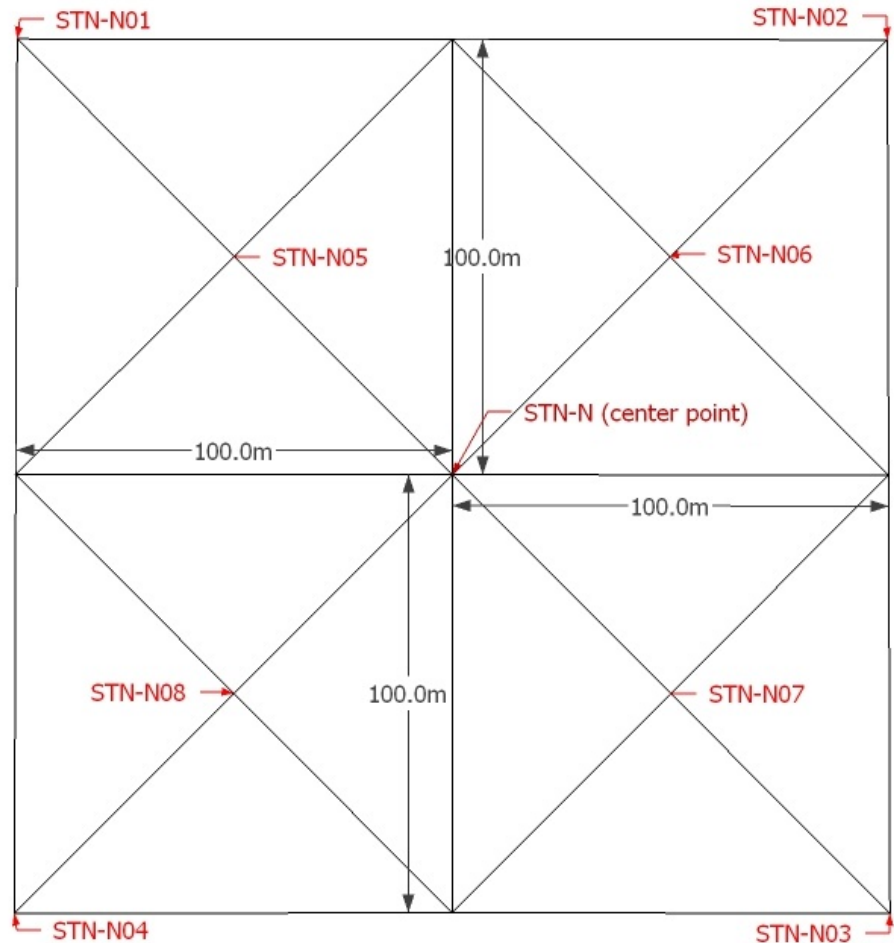 STN-N01
STN-N02
STN-N05
100.0m
STN-N06
STN-N (center point)
100.0m
100.0m
STN-N08
100.0m
STN-N07
STN-N04
STN-N03